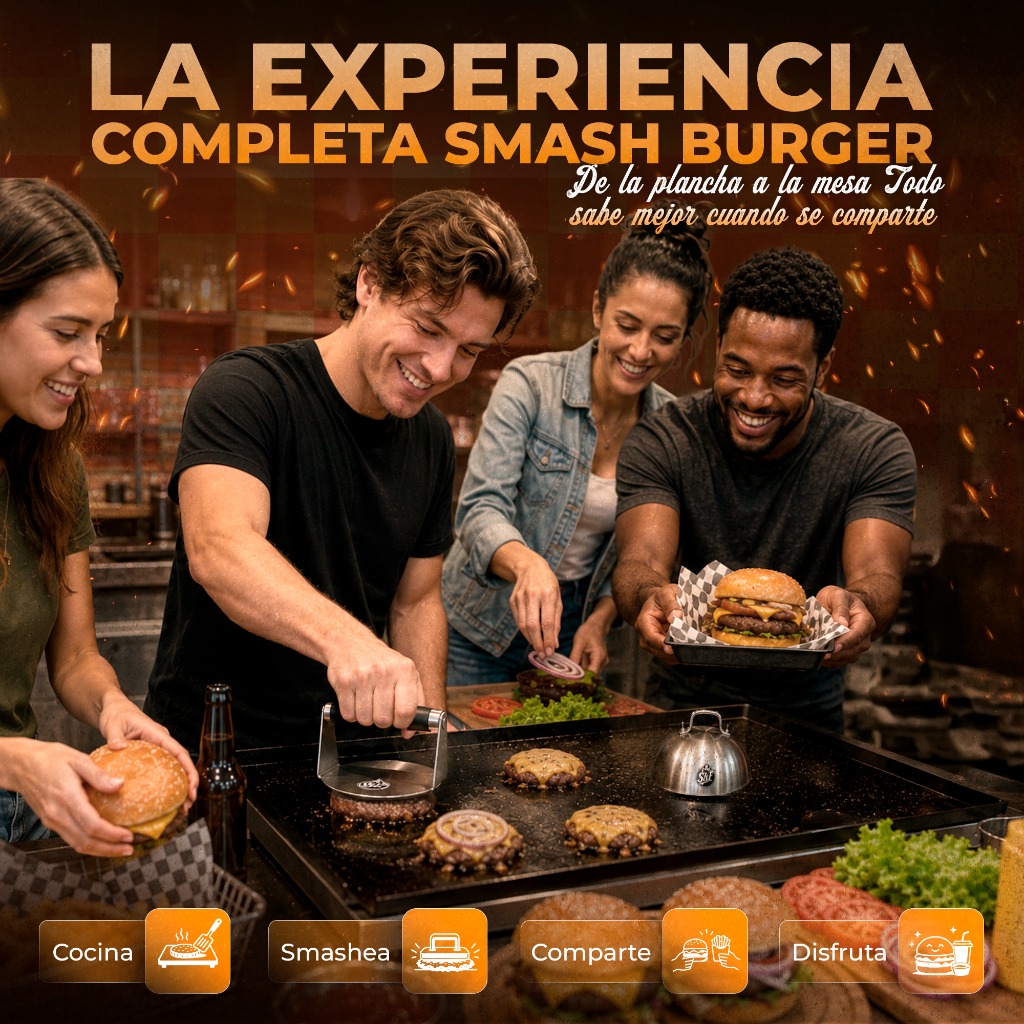 LA EXPERIENCIA
COMPLETA SMASH BURGER
De la plancha a la mesa Todo
sabe mejor cuando se comparte
Cocina
Smashea
Comparte
Disfruta